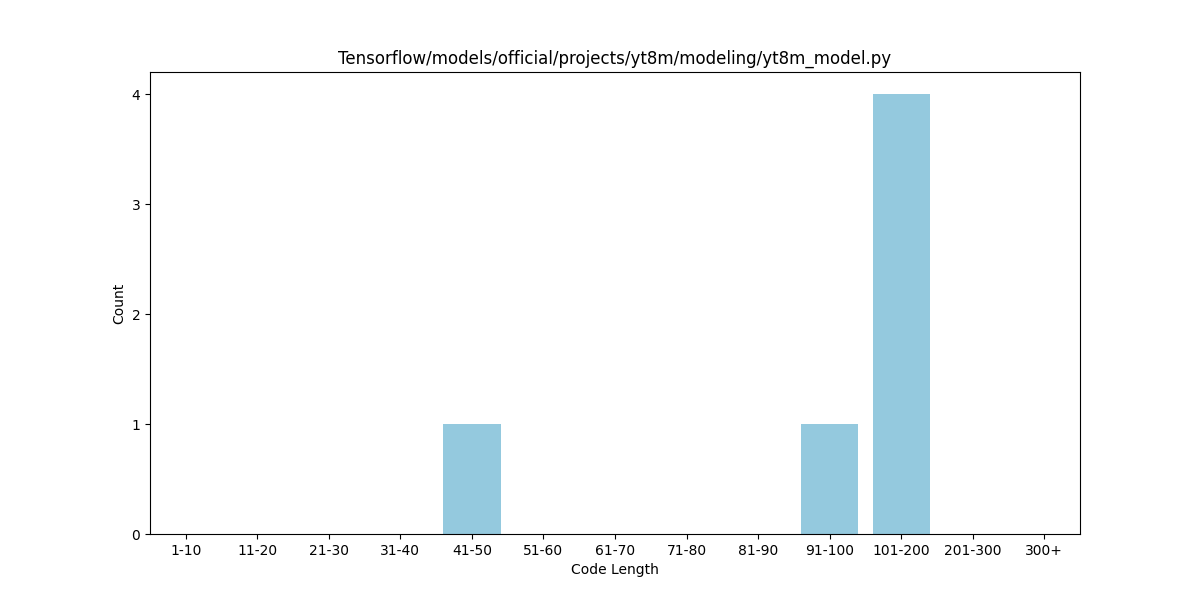 Tensorflow/models/official/projects/yt8m/modeling/yt8m_model.py
4
3
2
1
0
Count
1-10 11-20 21-30 31-40 41-50 51-60 61-70 71-80 81-90 91-100 101-200 201-300 300+
Code Length